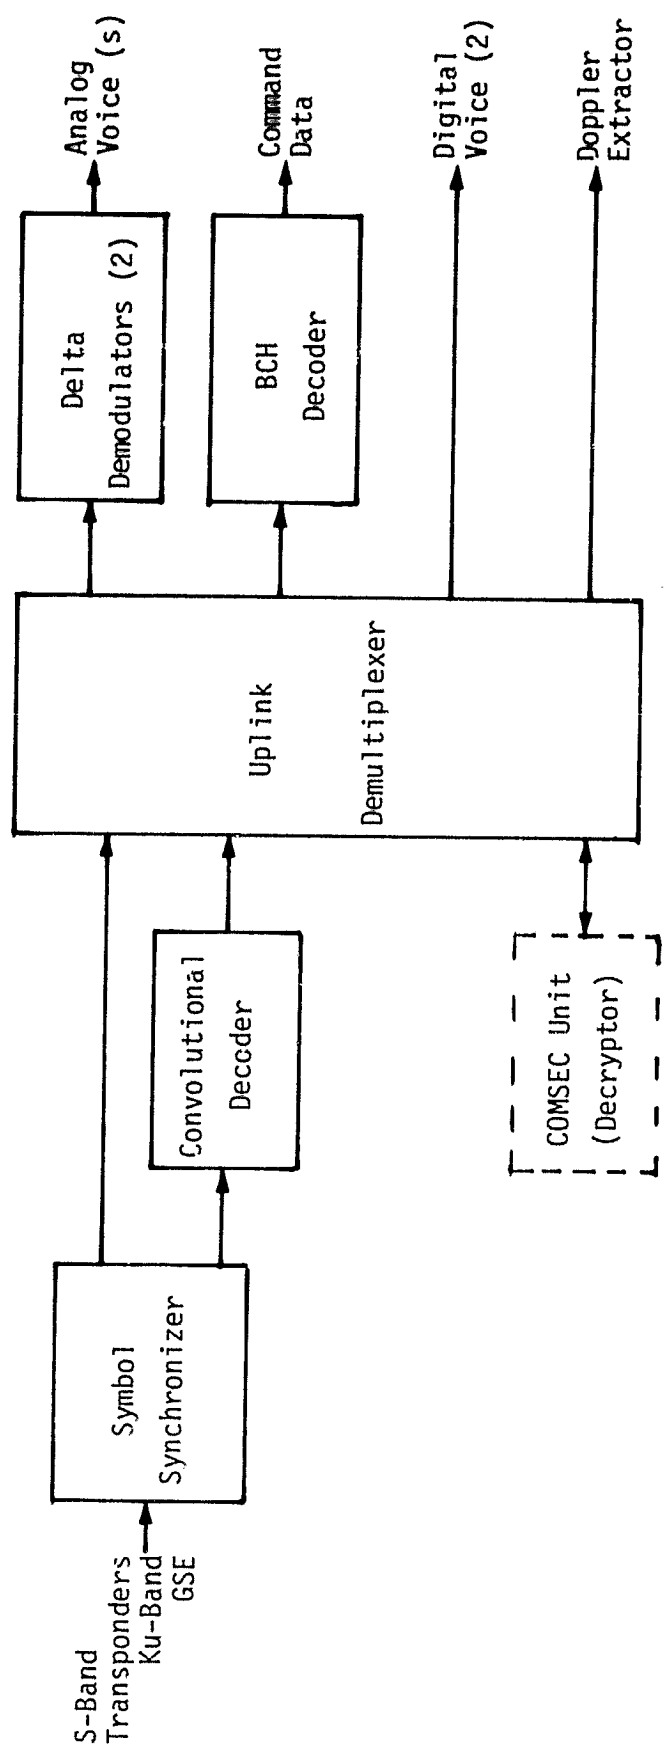 S-Band
Transponders
Ku-Band
GSE
Symbol
Synchronizer
Convolutional
Decoder
COMSEC Unit
(Decryptor)
Uplink
Demultiplexer
Delta
Demodulators (2)
BCH
Decoder
Analog
Voice (s)
Command
Data
Digital
Voice (2)
Doppler
Extractor